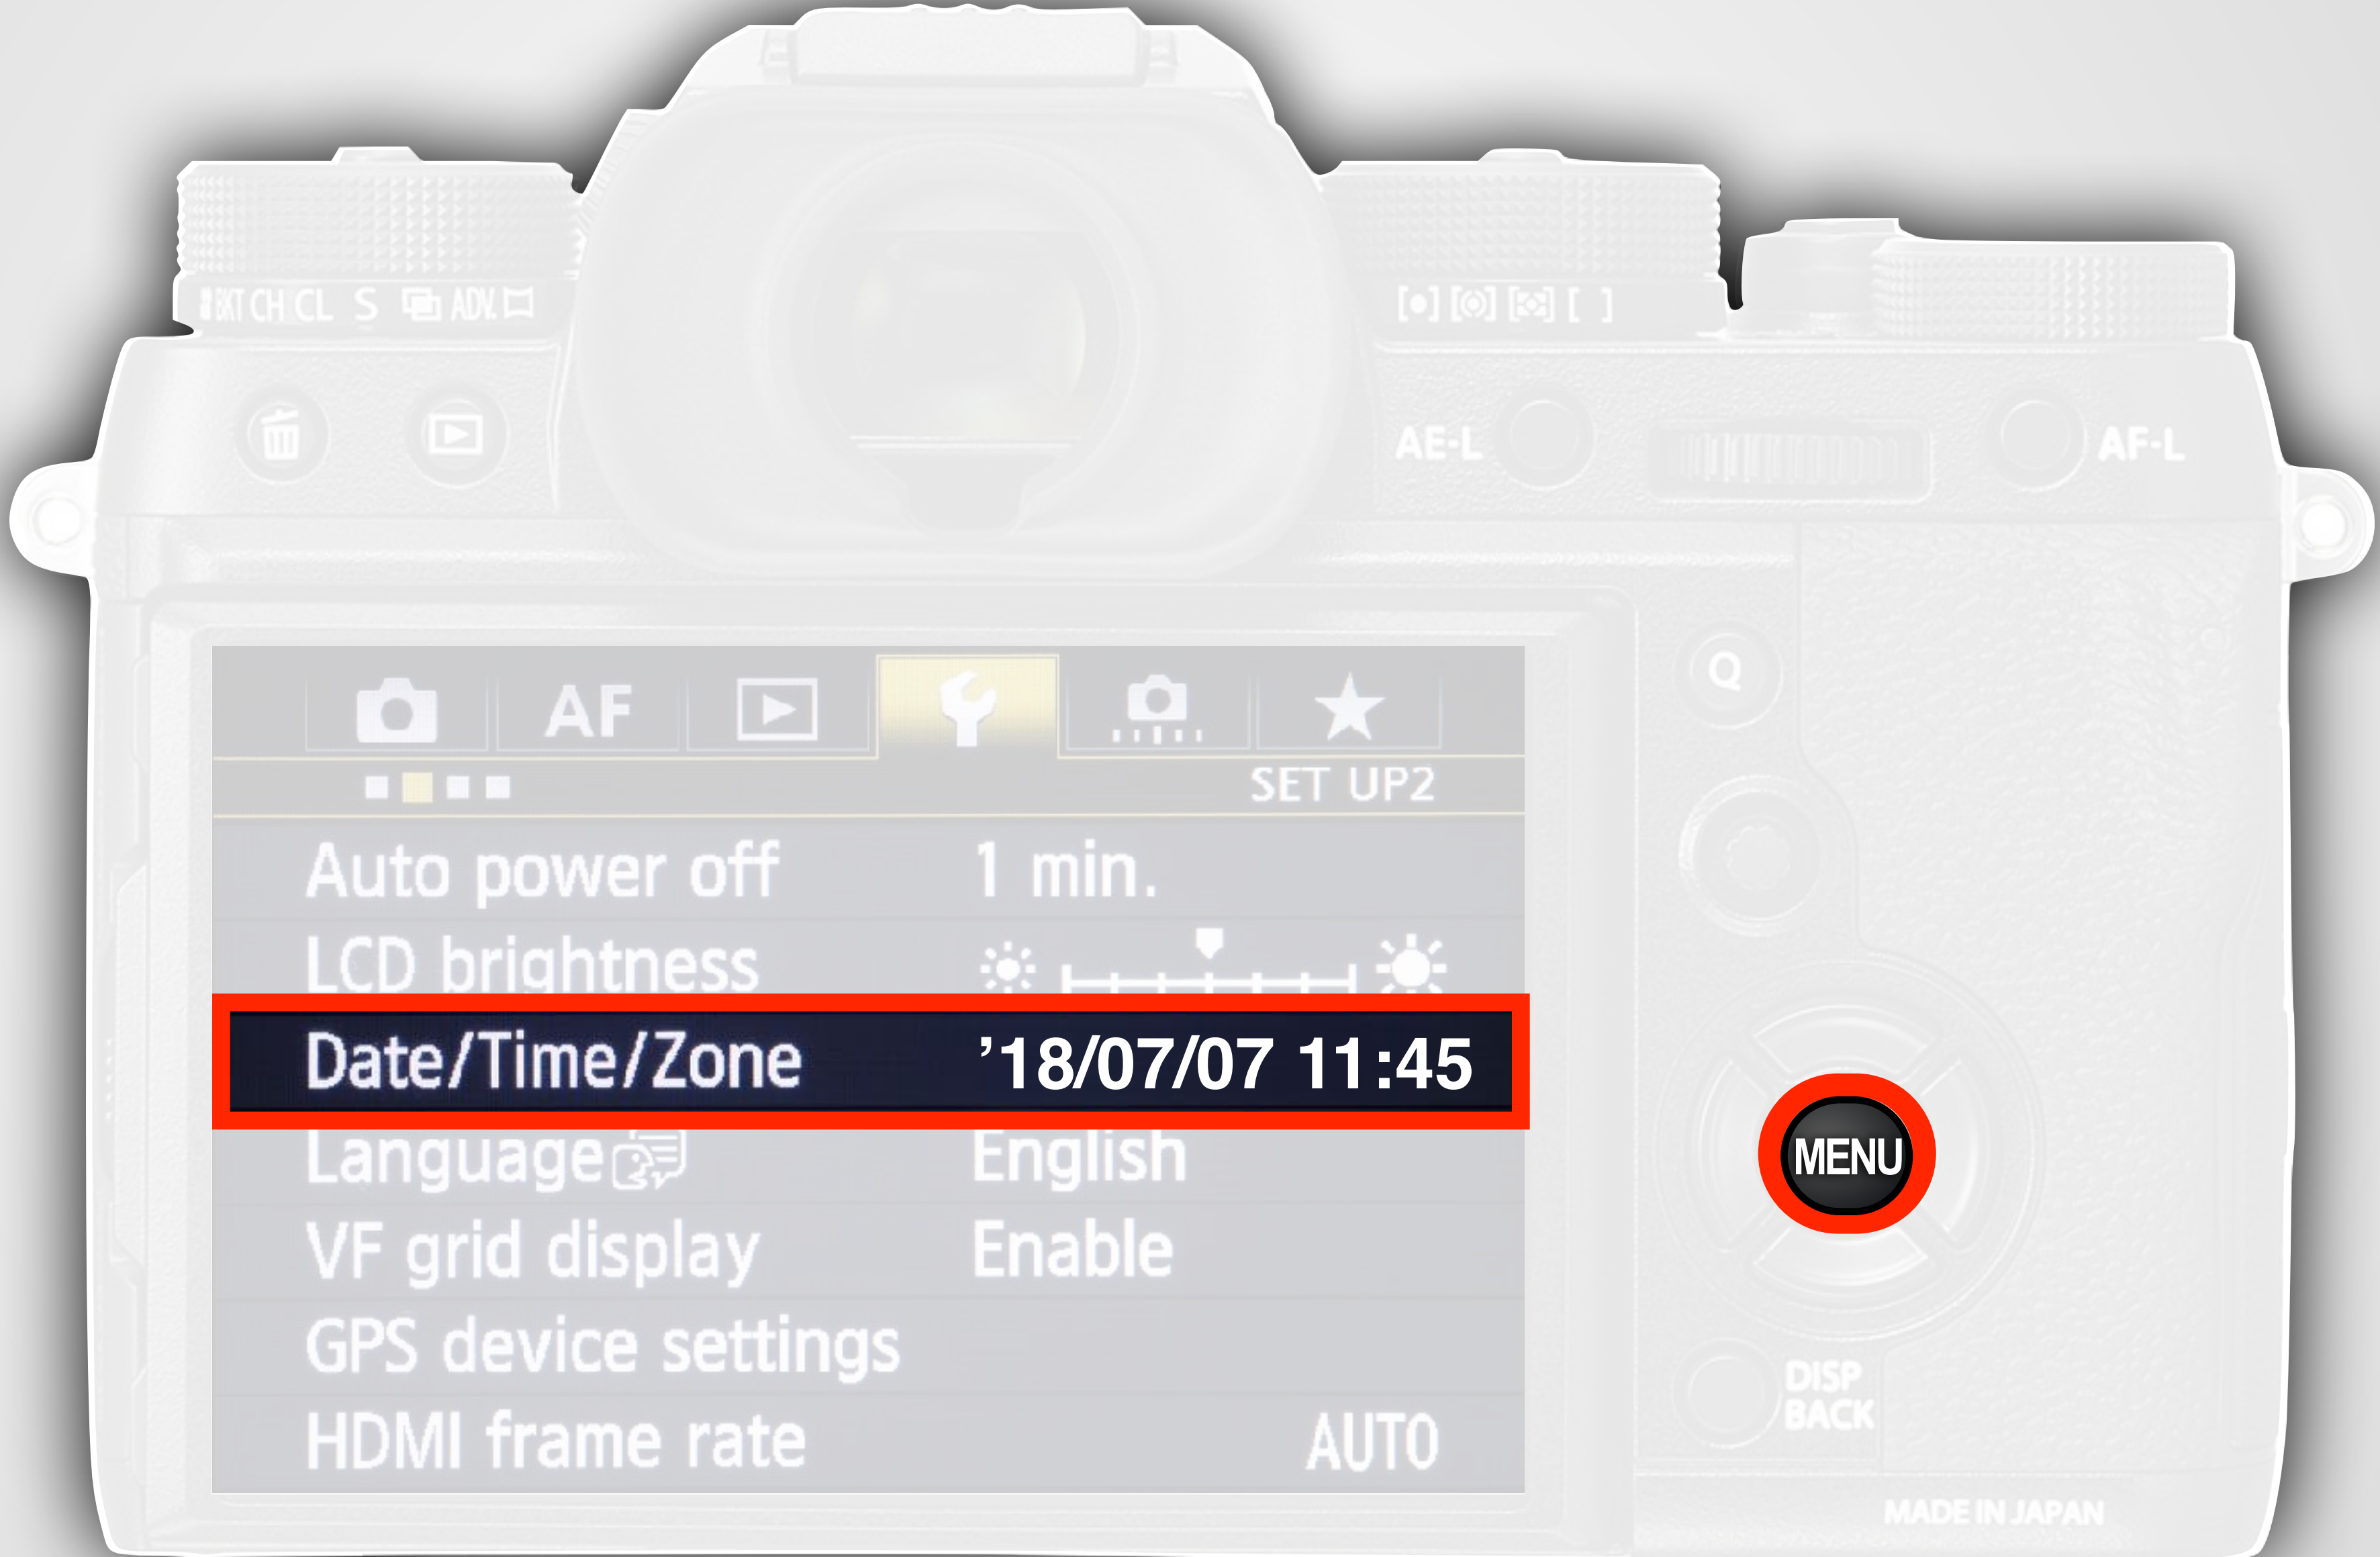 BKT CH CL S ADV.
AE-L
AF-L
Q
AF
SET UP2
Auto power off 1 min.
LCD brightness
Date/Time/Zone ’18/07/07 11:45
Language English
VF grid display Enable
GPS device settings
HDMI frame rate AUTO
MENU
DISP
BACK
MADE IN JAPAN